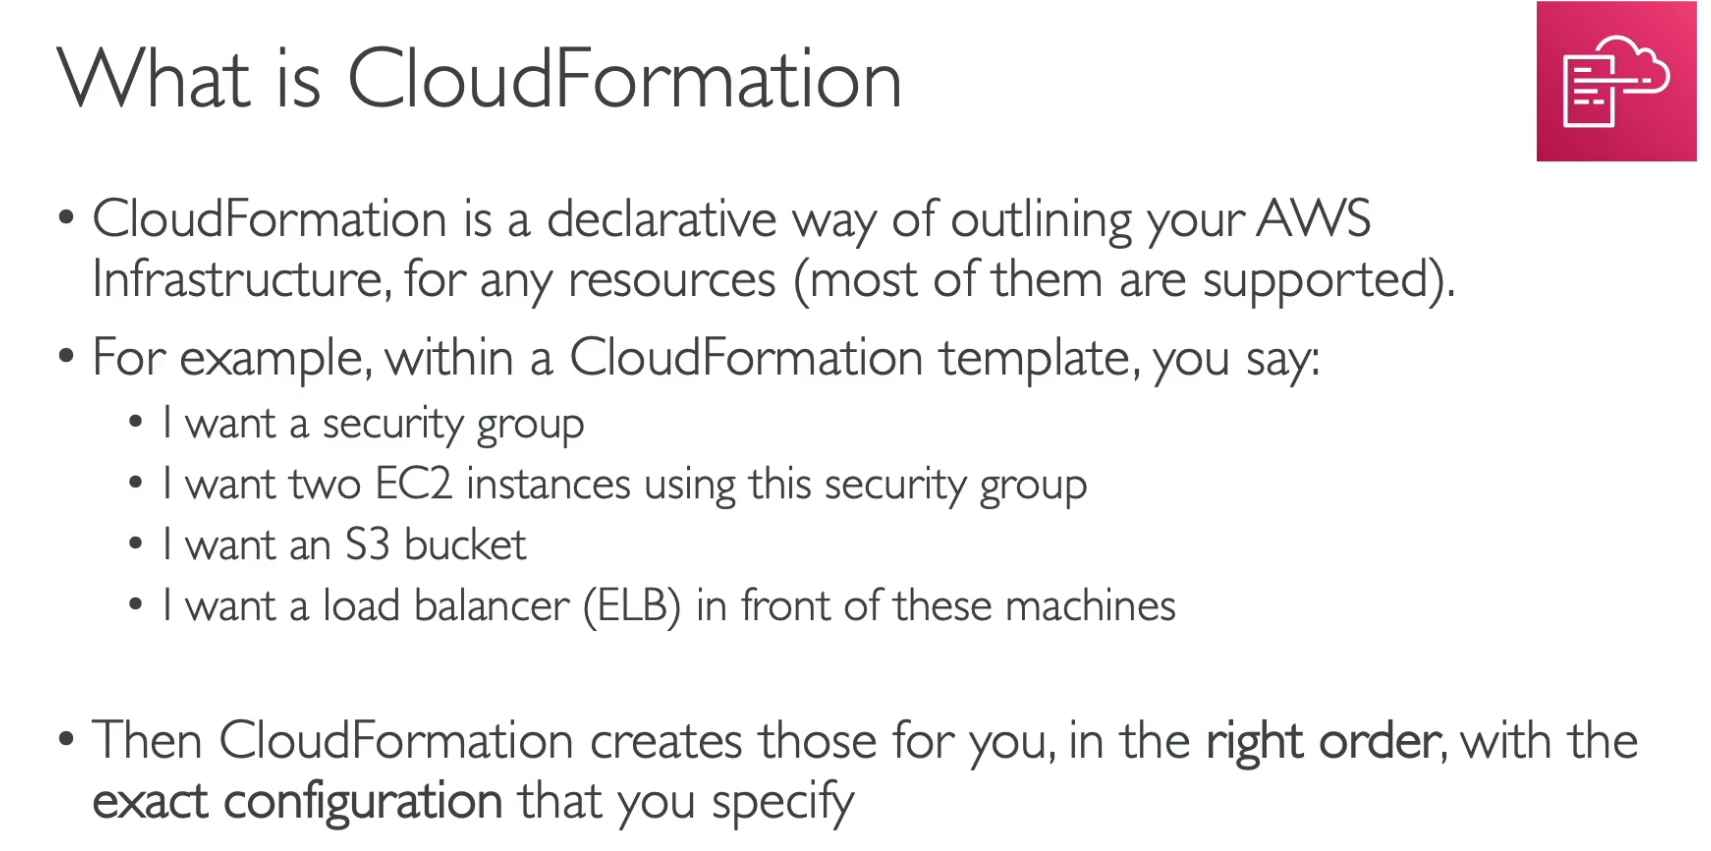 What is CloudFormation
• CloudFormation is a declarative way of outlining your AWS
Infrastructure, for any resources (most of them are supported).
• For example, within a CloudFormation template, you say:
• I want a security group
• I want two EC2 instances using this security group
• I want an S3 bucket
• I want a load balancer (ELB) in front of these machines
• Then CloudFormation creates those for you, in the right order, with the
exact configuration that you specify